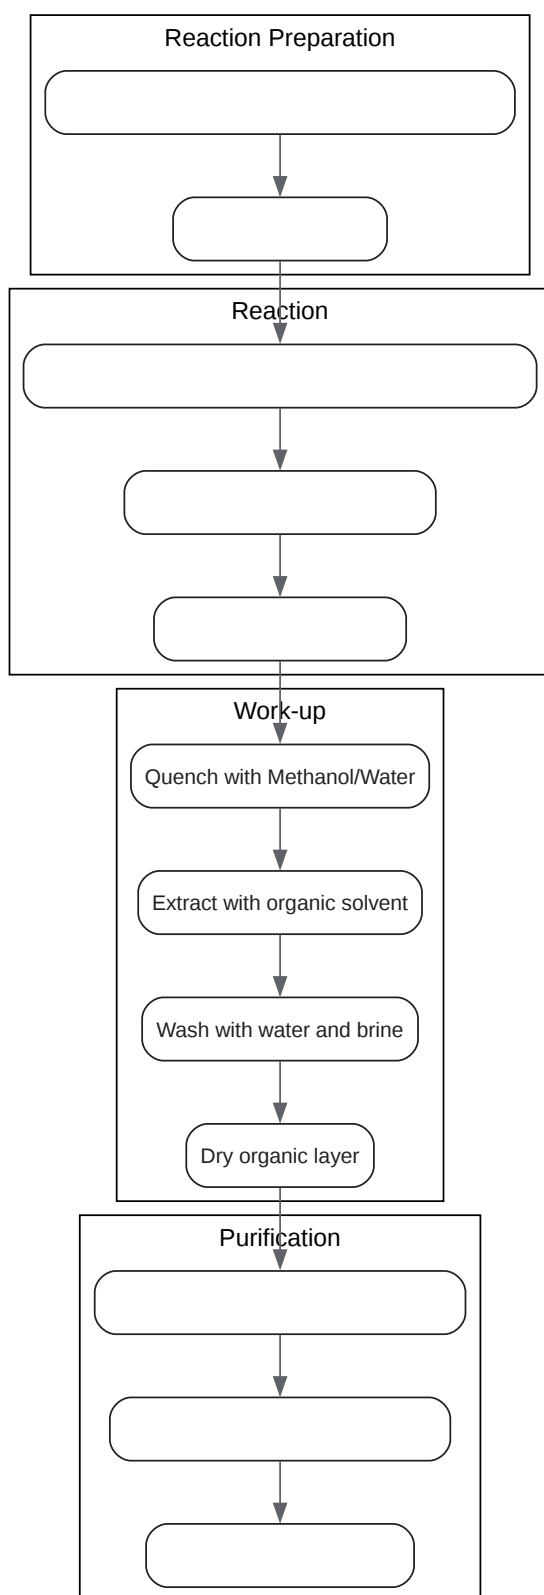 Reaction Preparation
Reaction
Work-up
Quench with Methanol/Water
Extract with organic solvent
Wash with water and brine
Dry organic layer
Purification